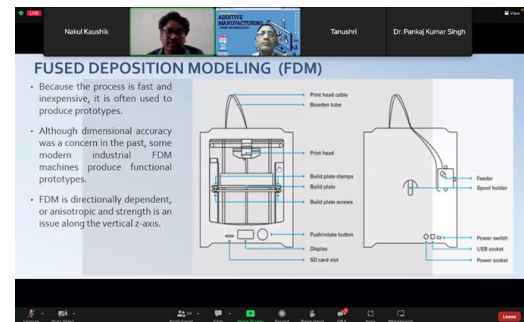 LIVE
View
Nakul Kaushik
ADDITIVE
MANUFACTURING
Tanushri
Dr. Pankaj Kumar Singh
FUSED DEPOSITION MODELING (FDM)
• Because the process is fast and
inexpensive, it is often used to
produce prototypes.
• Although dimensional accuracy
was a concern in the past, some
modern industrial FDM
machines produce functional
prototypes.
• FDM is directionally dependent,
or anisotropic and strength is an
issue along the vertical z-axis.
Print head cable
Bowden tube
Print head
Build plate clamps
Build plate
Build plate screws
Push/rotate button
Display
SD card slot
Feeder
Spool holder
Power switch
USB socket
Power socket
Leave